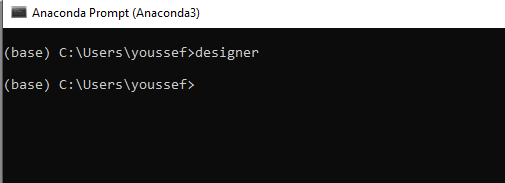 Anaconda Prompt (Anaconda3)
(base) C:\Users\youssef>designer
(base) C:\Users\youssef>